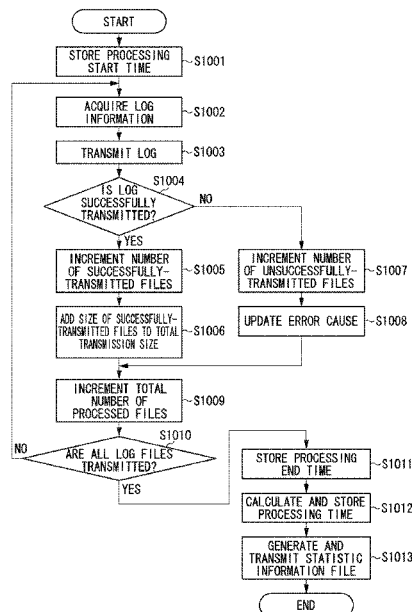 START
STORE PROCESSING
START TIME
S1001
ACQUIRE LOG
INFORMATION
S1002
TRANSMIT LOG
S1003
S1004
IS LOG
SUCCESSFULLY
TRANSMITTED?
NO
YES
INCREMENT NUMBER
OF SUCCESSFULLY-
TRANSMITTED FILES
S1005
INCREMENT NUMBER
OF UNSUCCESSFULLY-
TRANSMITTED FILES
S1007
ADD SIZE OF SUCCESSFULLY-
TRANSMITTED FILES TO TOTAL
TRANSMISSION SIZE
S1006
UPDATE ERROR CAUSE
S1008
INCREMENT TOTAL
NUMBER OF
PROCESSED FILES
S1009
S1010
NO
ARE ALL LOG FILES
TRANSMITTED?
YES
STORE PROCESSING
END TIME
S1011
CALCULATE AND STORE
PROCESSING TIME
S1012
GENERATE AND
TRANSMIT STATISTIC
INFORMATION FILE
S1013
END